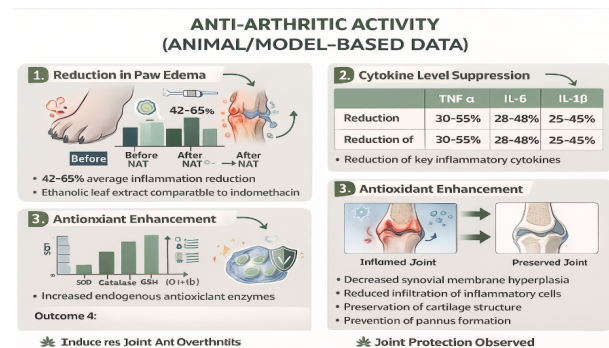 ANTI-ARTHRITIC ACTIVITY
(ANIMAL/MODEL–BASED DATA)
1. Reduction in Paw Edema
42-65%
Before
Before NAT
After NAT
After NAT
• 42-65% average inflammation reduction
• Ethanolic leaf extract comparatble to indomethacin
2. Cytokine Level Suppression
TNF α IL-6 IL-1β
Reduction 30-55% 28-48% 25-45%
Reduction of 30-55% 28-48% 25-45%
• Reduction of key inflammatory cytokines
3. Antionxiant Enhancement
SOD Catalase GSH
• Increased endogenous antioxiclant enzymes
Outcome 4:
Induce res Joint Ant Overthnits
3. Antioxidant Enhancement
Inflamed Joint
Preserved Joint
• Decreased synovial membrane hyperplasia
• Reduced infiltration of inflammatory cells
• Preservation of cartilage structure
• Prevention of pannus formation
Joint Protection Observed